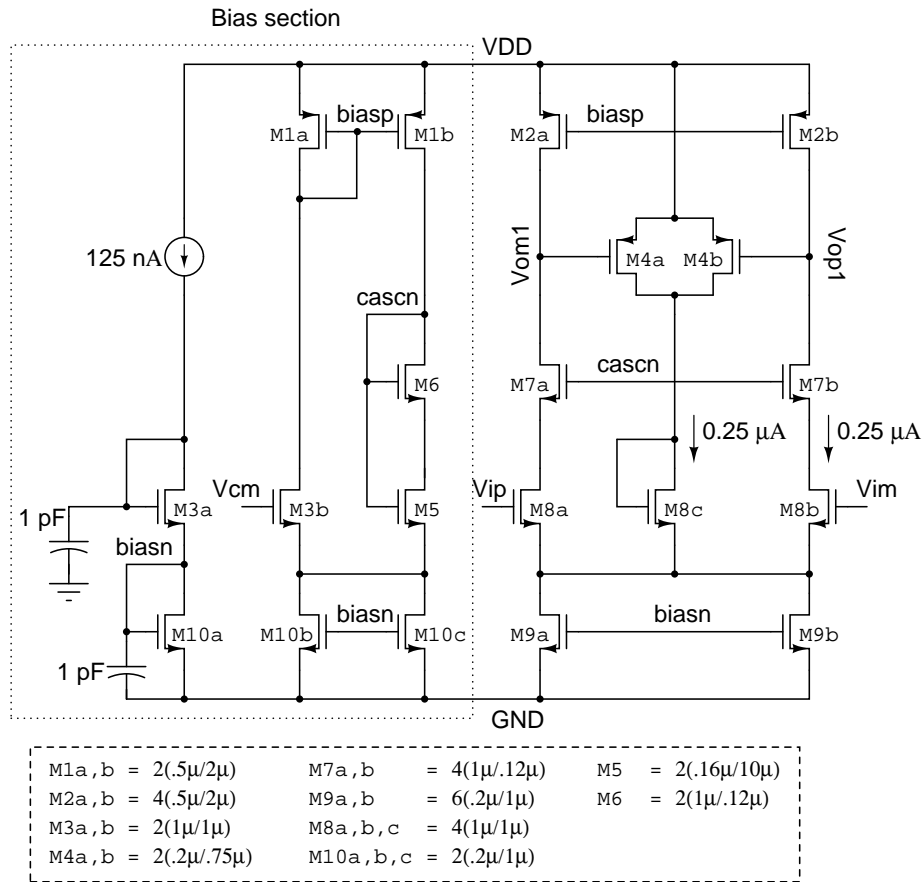 Bias section
VDD
biasp
biasp
M1a
M1b
M2a
M2b
125 nA
Vom1
M4a
M4b
Vop1
cascn
cascn
M6
M7a
M7b
0.25 µA
0.25 µA
Vcm
Vip
Vim
M3a
M3b
M5
M8a
M8c
M8b
1 pF
biasn
biasn
biasn
M10a
M10b
M10c
M9a
M9b
1 pF
GND
M1a,b = 2(.5µ/2µ) M7a,b = 4(1µ/.12µ) M5 = 2(.16µ/10µ)
M2a,b = 4(.5µ/2µ) M9a,b = 6(.2µ/1µ) M6 = 2(1µ/.12µ)
M3a,b = 2(1µ/1µ) M8a,b,c = 4(1µ/1µ)
M4a,b = 2(.2µ/.75µ) M10a,b,c = 2(.2µ/1µ)